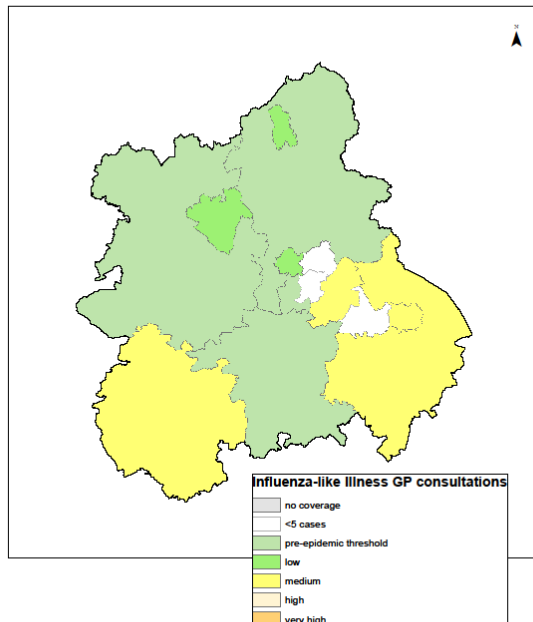 N
Influenza-like Illness GP consultations
no coverage
<5 cases
pre-epidemic threshold
low
medium
high
very high